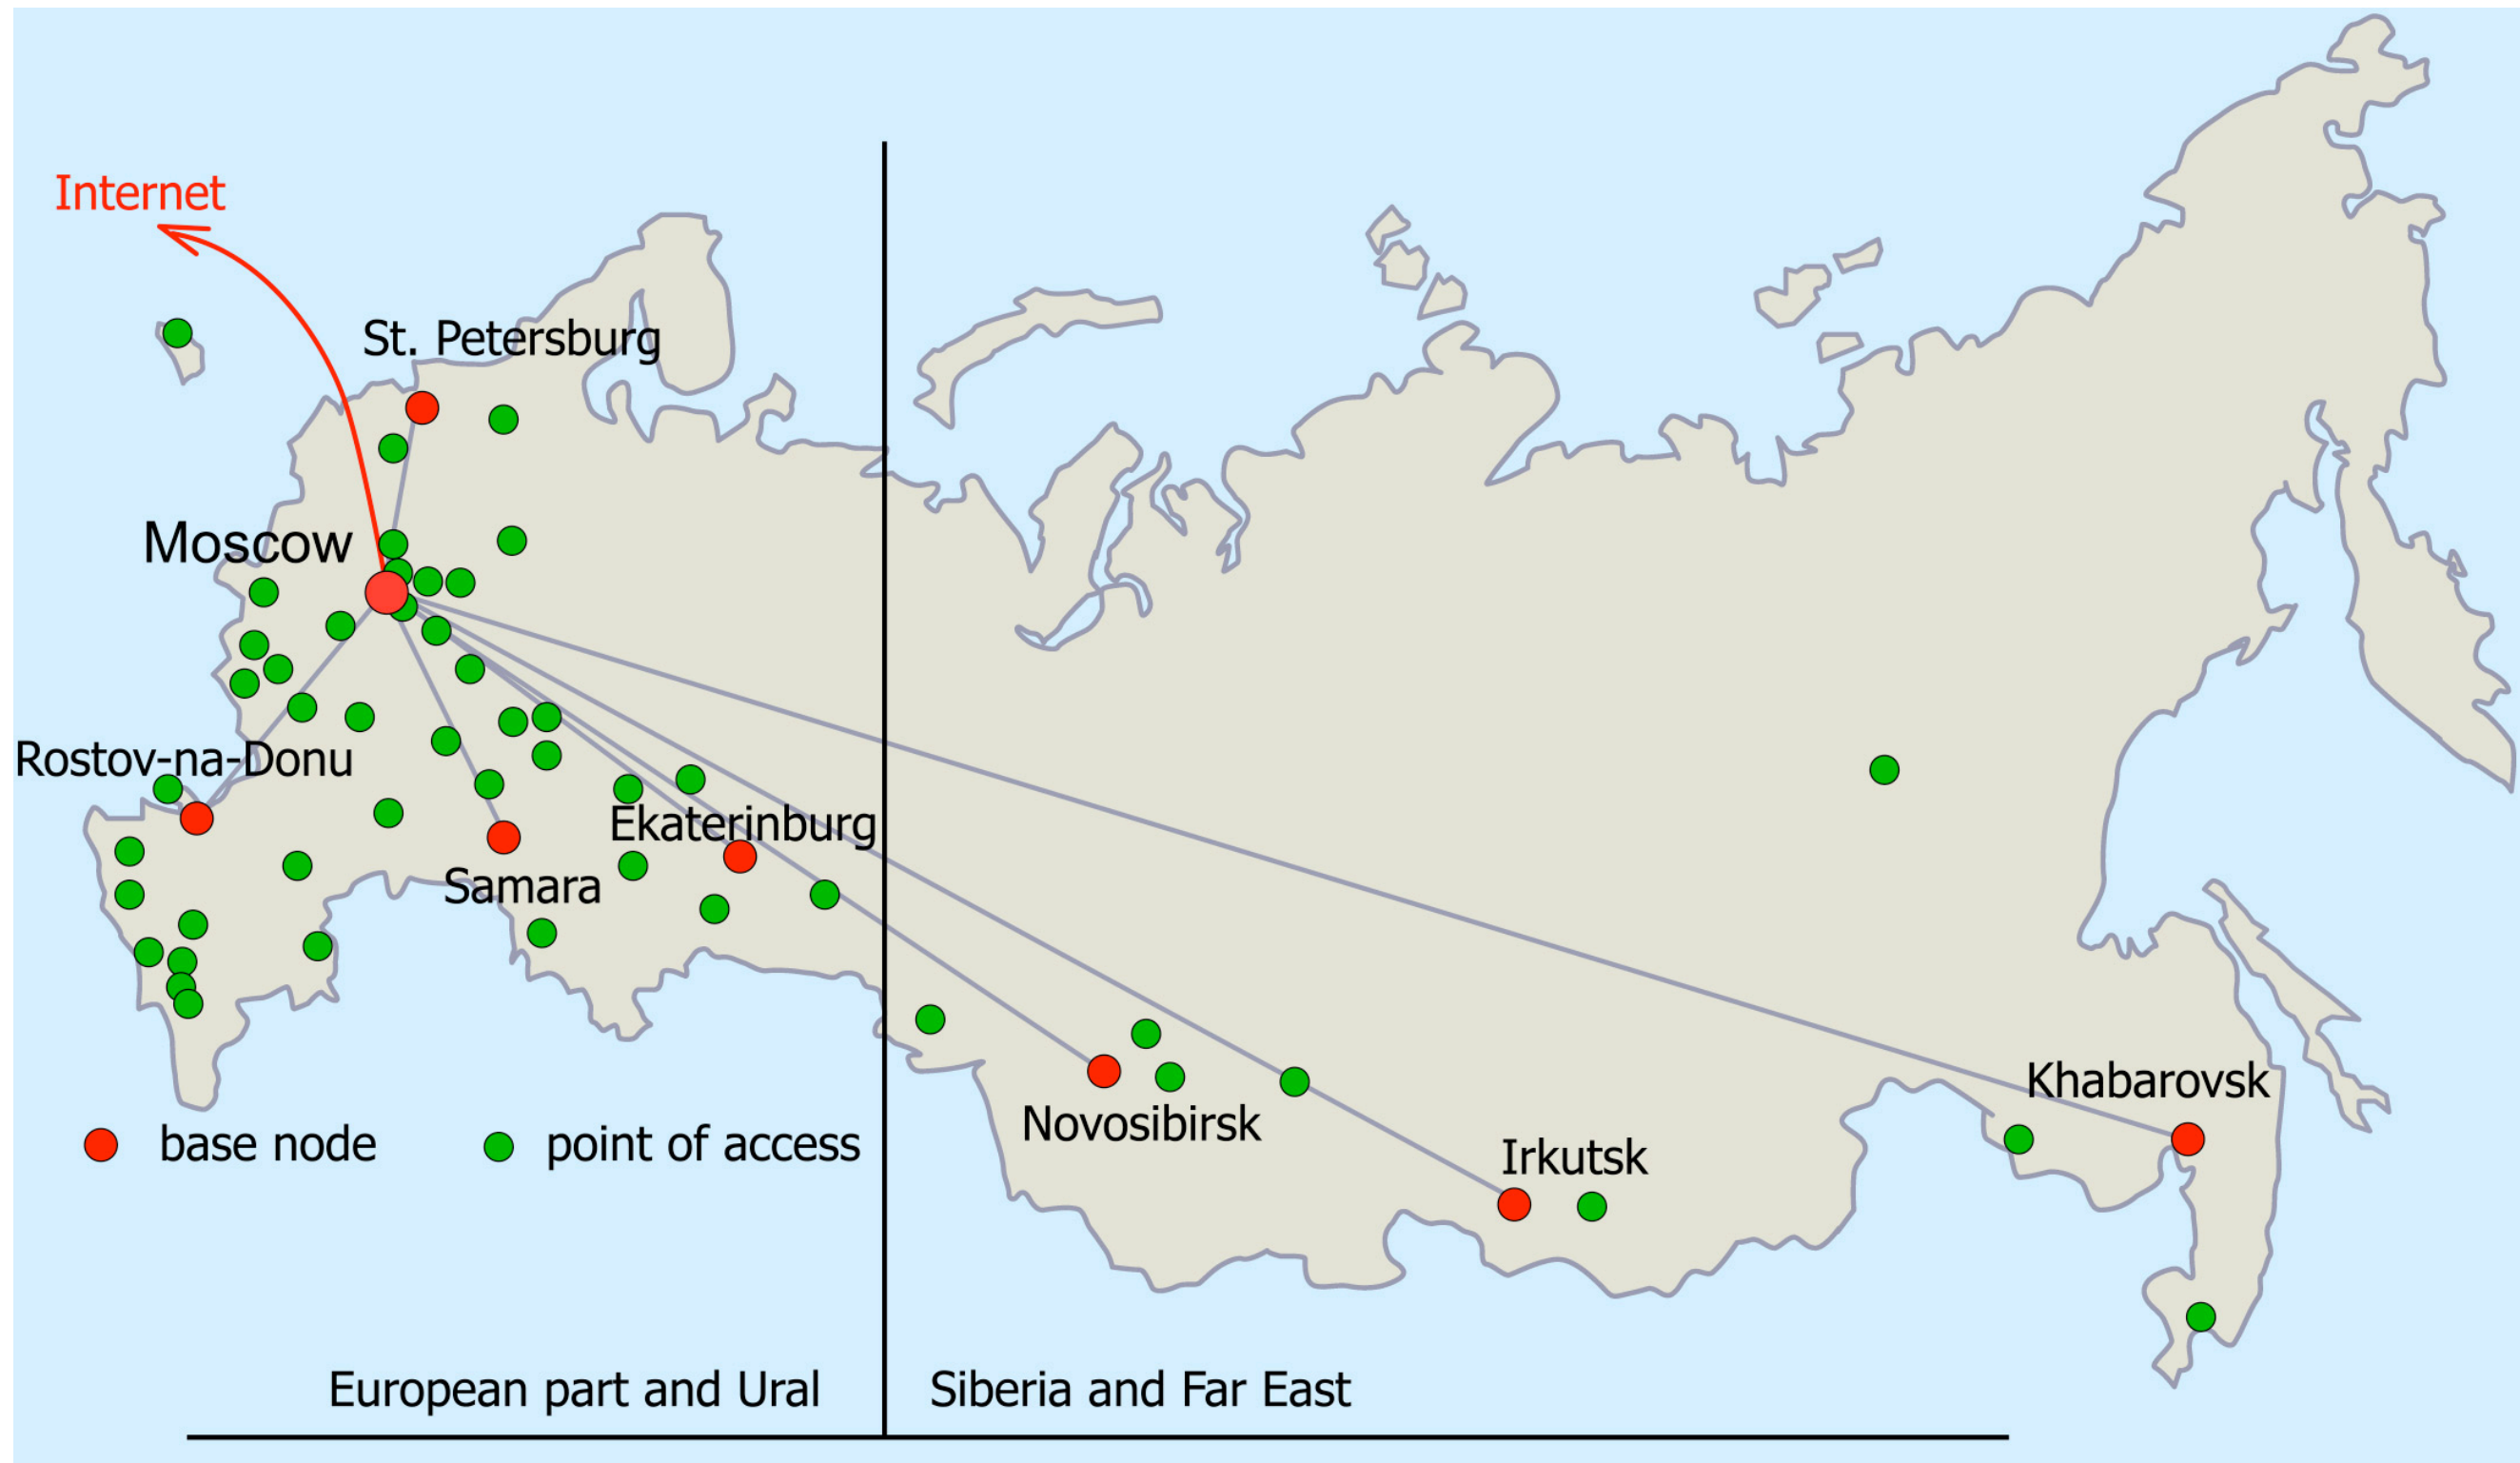 Internet
St. Petersburg
Moscow
Rostov-na-Donu
Ekaterinburg
Samara
Khabarovsk
Novosibirsk
Irkutsk
base node
point of access
European part and Ural
Siberia and Far East